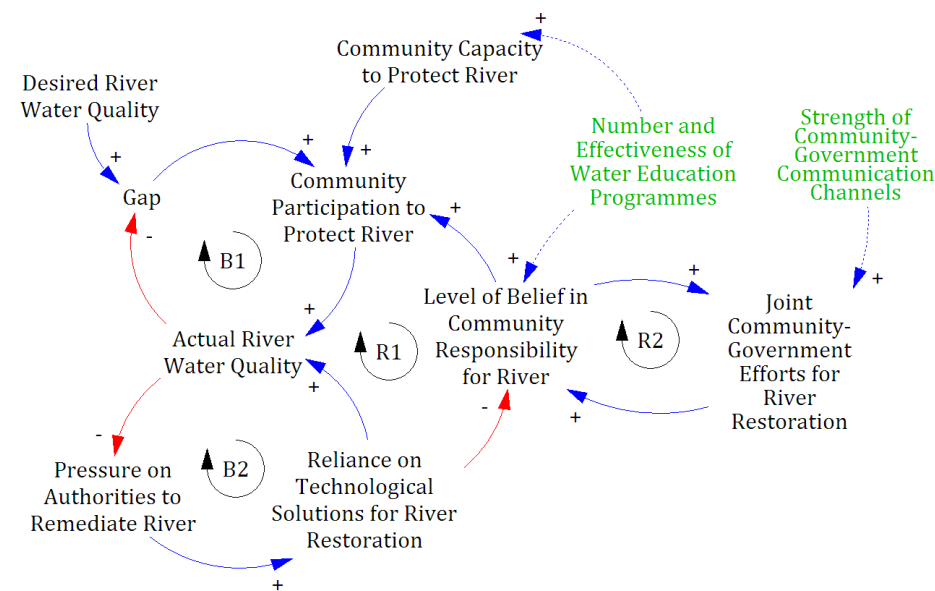 +
Community Capacity
to Protect River
Desired River
Water Quality
+
Gap
+
+
Community
Participation to
Protect River
Number and
Effectiveness of
Water Education
Programmes
Strength of
Community-
Government
Communication
Channels
-
B1
+
+
+
+
+
Level of Belief in
Community
Responsibility
for River
Joint
Community-
Government
Efforts for
River
Restoration
R2
R1
Actual River
Water Quality
+
-
+
-
B2
Pressure on
Authorities to
Remediate River
Reliance on
Technological
Solutions for River
Restoration
+